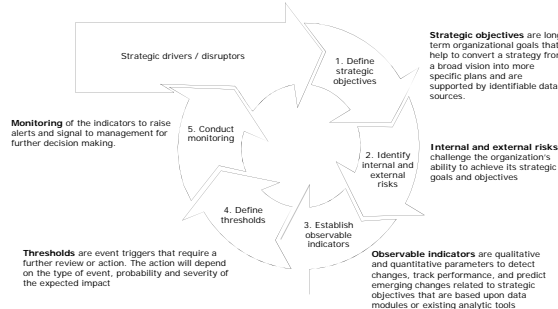 Strategic drivers / disruptors
1. Define
strategic
objectives
Strategic objectives are long
term organizational goals that
help to convert a strategy from
a broad vision into more
specific plans and are
supported by identifiable data
sources.
Monitoring of the indicators to raise
alerts and signal to management for
further decision making.
5. Conduct
monitoring
2. Identify
internal and
external
risks
Internal and external risks
challenge the organization's
ability to achieve its strategic
goals and objectives
4. Define
thresholds
3. Establish
observable
indicators
Thresholds are event triggers that require a
further review or action. The action will depend
on the type of event, probability and severity of
the expected impact
Observable indicators are qualitative
and quantitative parameters to detect
changes, track performance, and predict
emerging changes related to strategic
objectives that are based upon data
modules or existing analytic tools